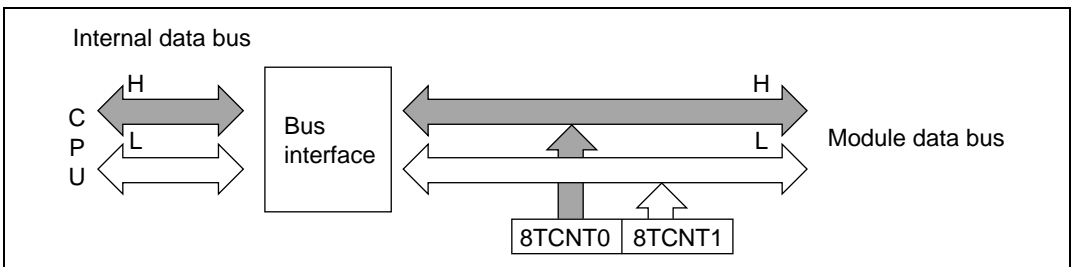 Internal data bus
H
H
C
P
U
L
L
Bus
interface
Module data bus
8TCNT0
8TCNT1